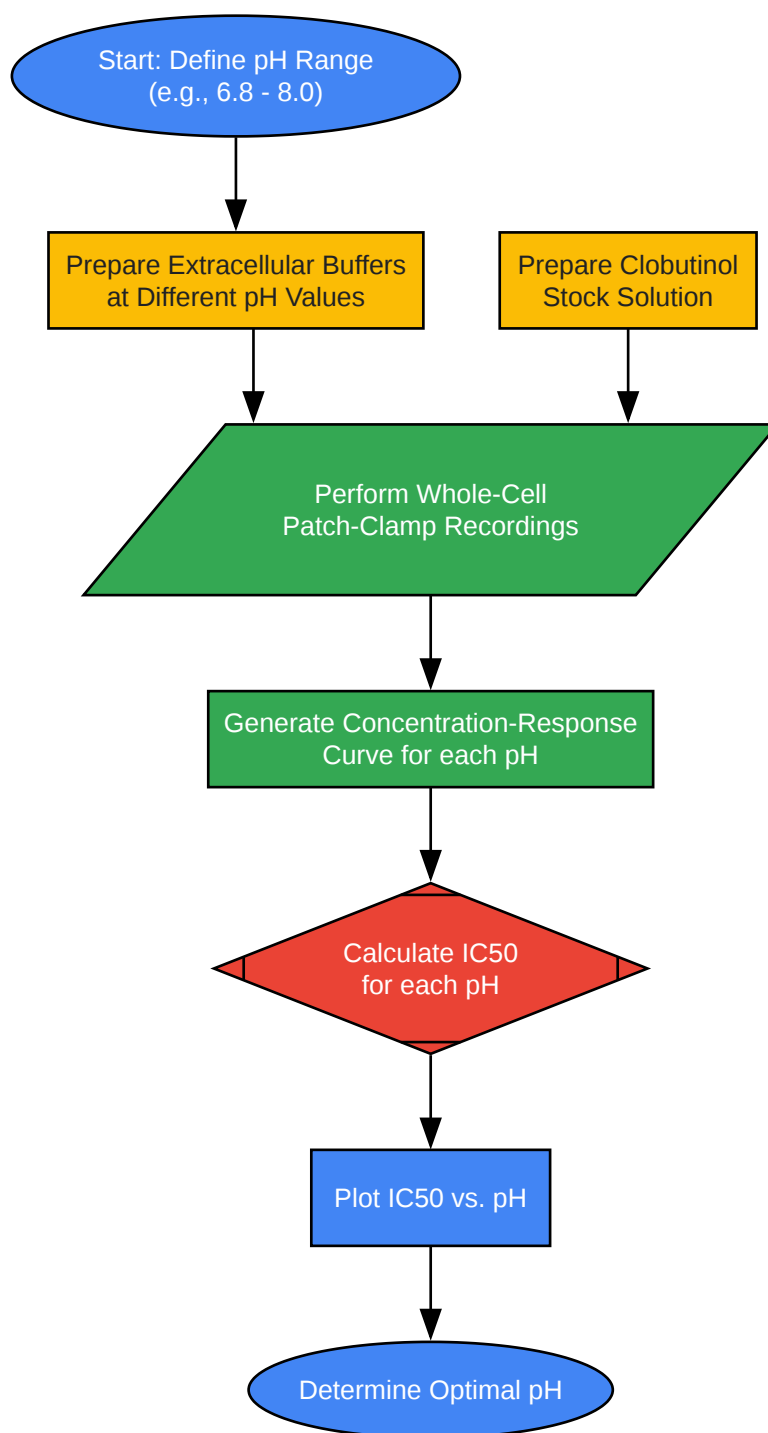 Start: Define pH Range
(e.g., 6.8 - 8.0)
Prepare Extracellular Buffers
at Different pH Values
Prepare Clobutinol
Stock Solution
Perform Whole-Cell
Patch-Clamp Recordings
Generate Concentration-Response
Curve for each pH
Calculate IC50
for each pH
Plot IC50 vs. pH
Determine Optimal pH